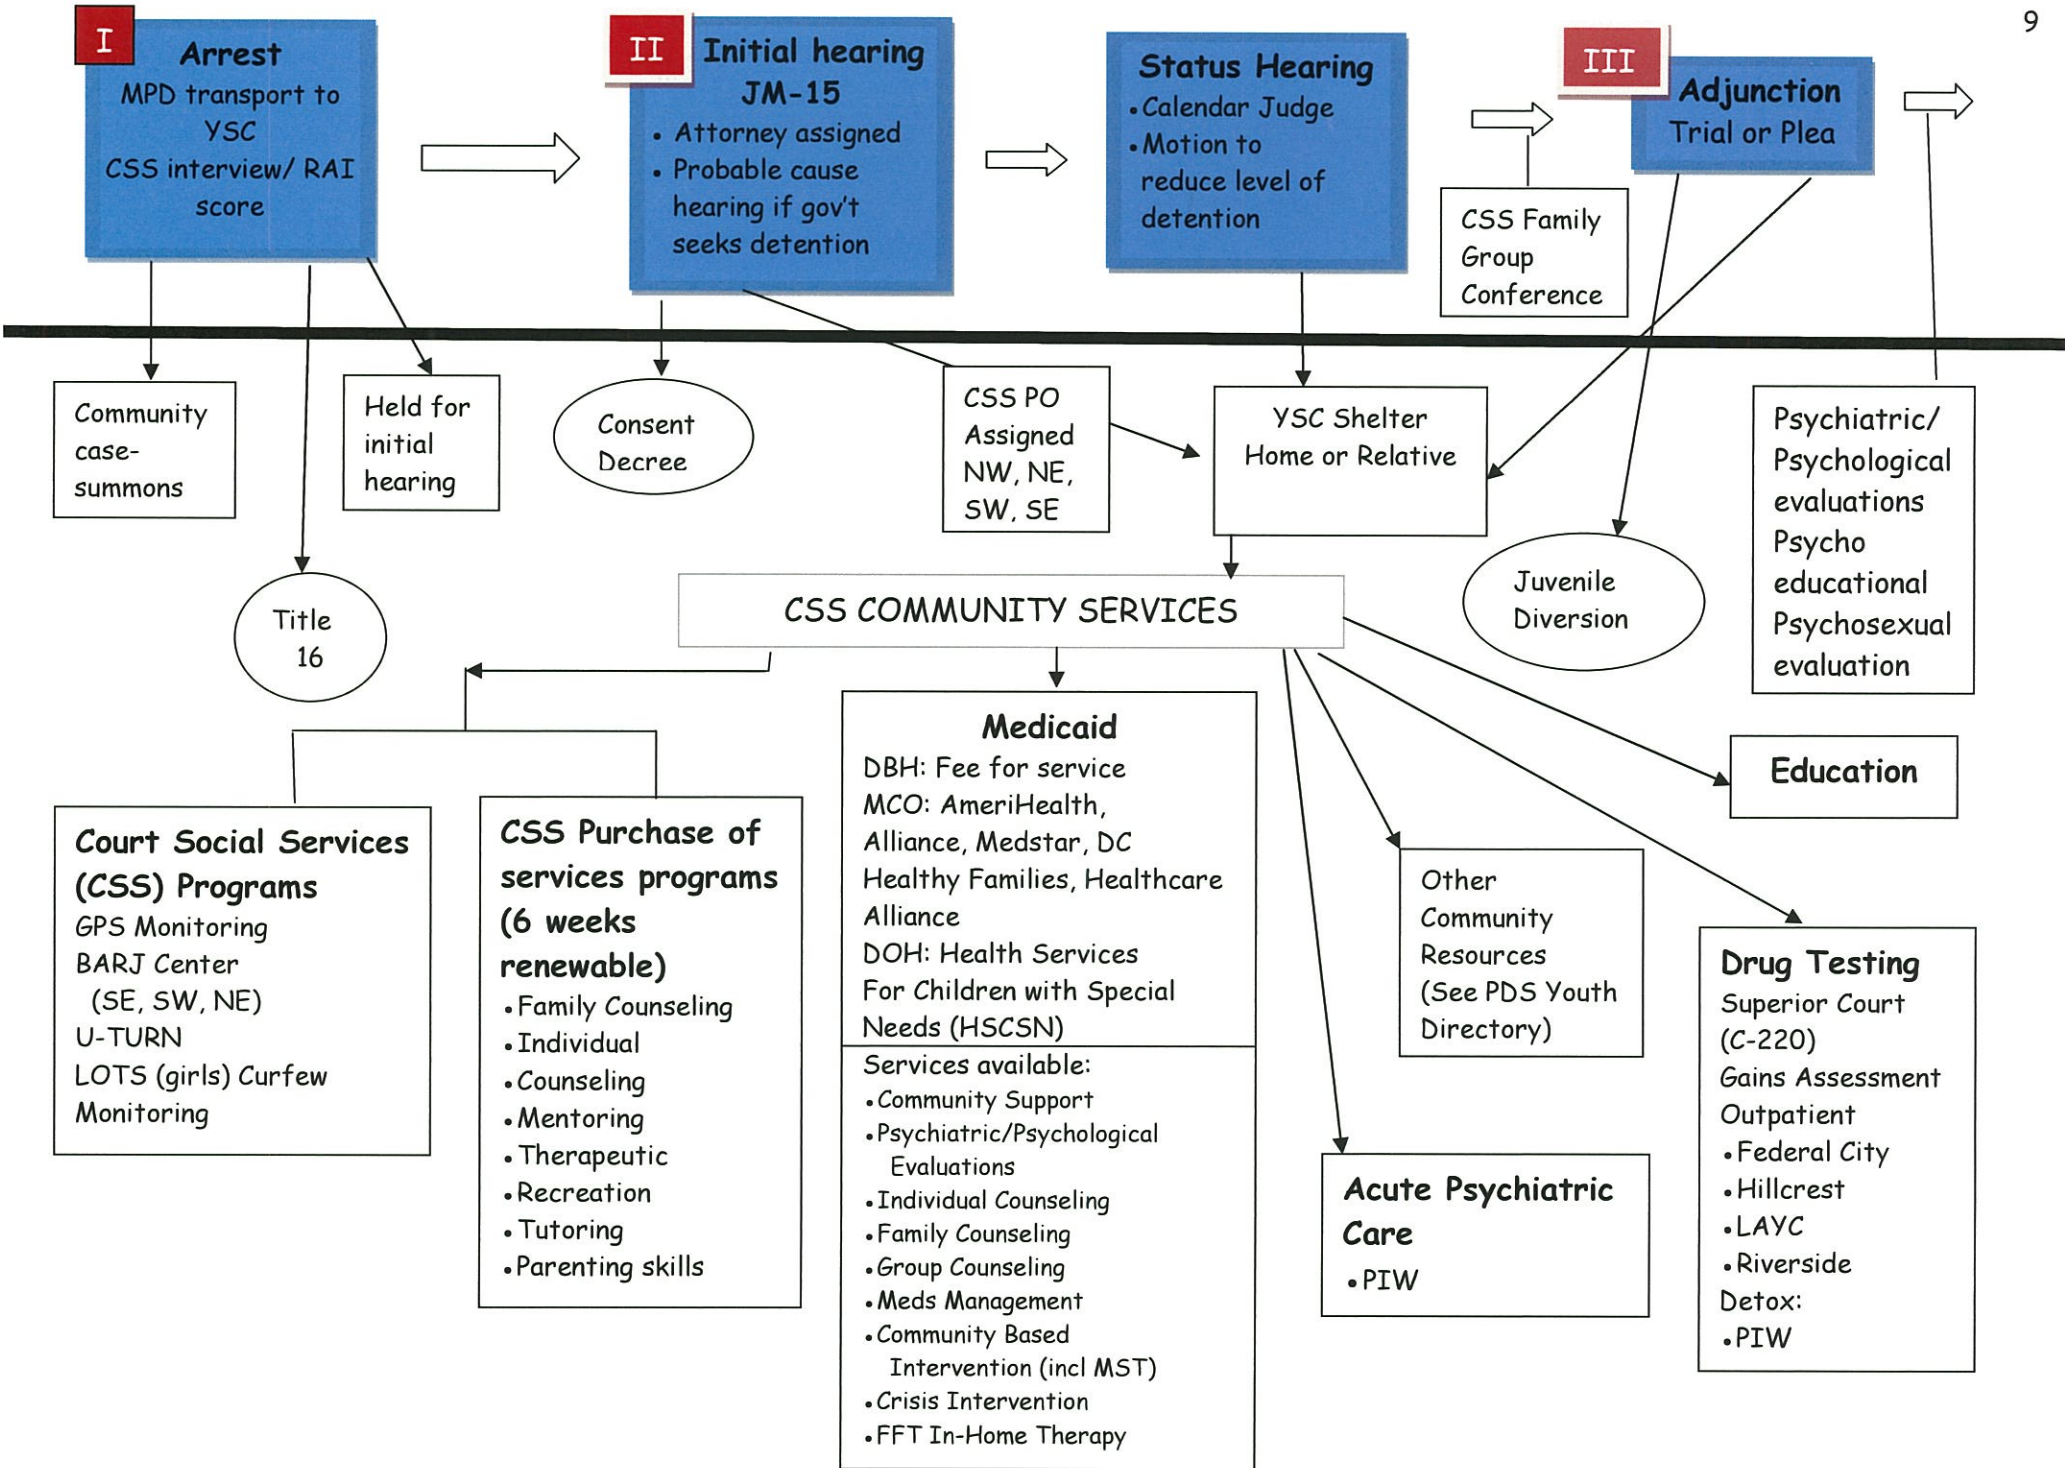 9
I
Arrest
MPD transport to
YSC
CSS interview/ RAI
score
II
Initial hearing
JM-15
• Attorney assigned
• Probable cause
hearing if gov't
seeks detention
Status Hearing
• Calendar Judge
• Motion to
reduce level of
detention
III
Adjunction
Trial or Plea
CSS Family
Group
Conference
Community
case-
summons
Held for
initial
hearing
Consent
Decree
CSS PO
Assigned
NW, NE,
SW, SE
YSC Shelter
Home or Relative
Psychiatric/
Psychological
evaluations
Psycho
educational
Psychosexual
evaluation
Title
16
Juvenile
Diversion
CSS COMMUNITY SERVICES
Court Social Services
(CSS) Programs
GPS Monitoring
BARJ Center
(SE, SW, NE)
U-TURN
LOTS (girls) Curfew
Monitoring
CSS Purchase of
services programs
(6 weeks
renewable)
• Family Counseling
• Individual
• Counseling
• Mentoring
• Therapeutic
• Recreation
• Tutoring
• Parenting skills
Medicaid
DBH: Fee for service
MCO: AmeriHealth,
Alliance, Medstar, DC
Healthy Families, Healthcare
Alliance
DOH: Health Services
For Children with Special
Needs (HSCSN)
Services available:
• Community Support
• Psychiatric/Psychological
Evaluations
• Individual Counseling
• Family Counseling
• Group Counseling
• Meds Management
• Community Based
Intervention (incl MST)
• Crisis Intervention
• FFT In-Home Therapy
Other
Community
Resources
(See PDS Youth
Directory)
Acute Psychiatric
Care
• PIW
Education
Drug Testing
Superior Court
(C-220)
Gains Assessment
Outpatient
• Federal City
• Hillcrest
• LAYC
• Riverside
Detox:
• PIW